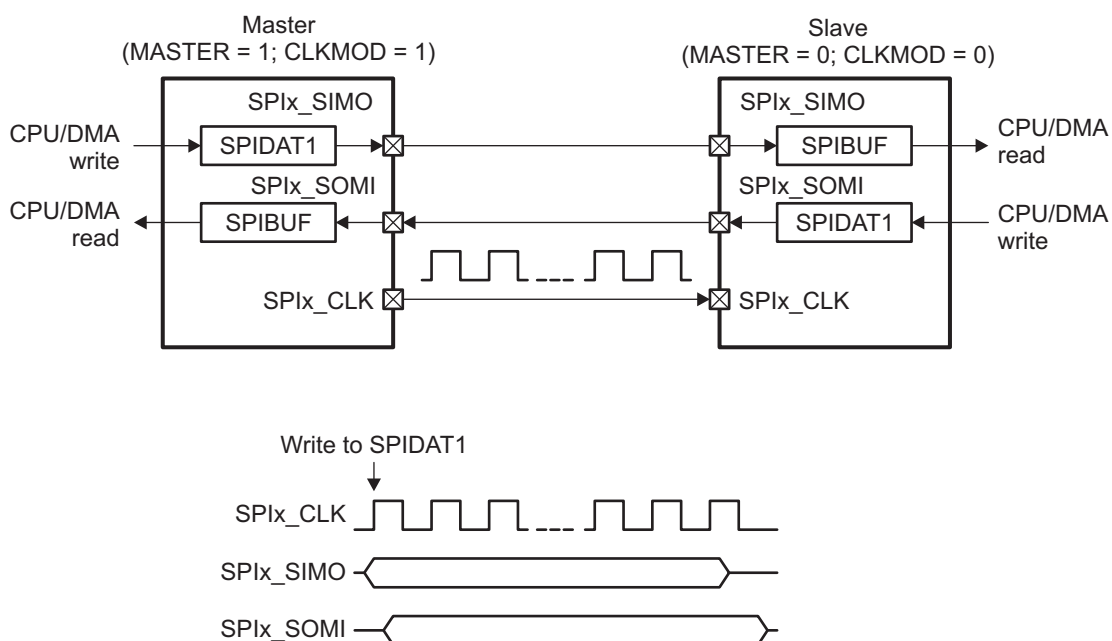 Master
(MASTER = 1; CLKMOD = 1)
Slave
(MASTER = 0; CLKMOD = 0)
SPIx_SIMO
SPIx_SIMO
CPU/DMA
write
SPIDAT1
SPIBUF
CPU/DMA
read
SPIx_SOMI
SPIx_SOMI
CPU/DMA
read
SPIBUF
SPIDAT1
CPU/DMA
write
SPIx_CLK
SPIx_CLK
Write to SPIDAT1
SPIx_CLK
SPIx_SIMO
SPIx_SOMI